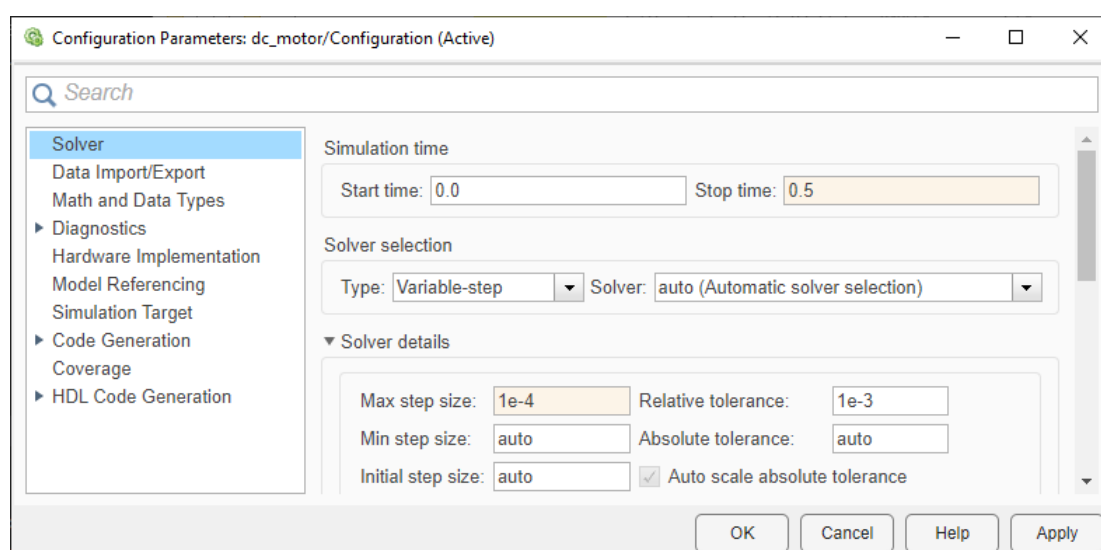 Configuration Parameters: dc_motor/Configuration (Active)
Search
Solver
Data Import/Export
Math and Data Types
Diagnostics
Hardware Implementation
Model Referencing
Simulation Target
Code Generation
Coverage
HDL Code Generation
Simulation time
Start time: 0.0 Stop time: 0.5
Solver selection
Type: Variable-step Solver: auto (Automatic solver selection)
Solver details
Max step size: 1e-4 Relative tolerance: 1e-3
Min step size: auto Absolute tolerance: auto
Initial step size: auto Auto scale absolute tolerance
OK Cancel Help Apply